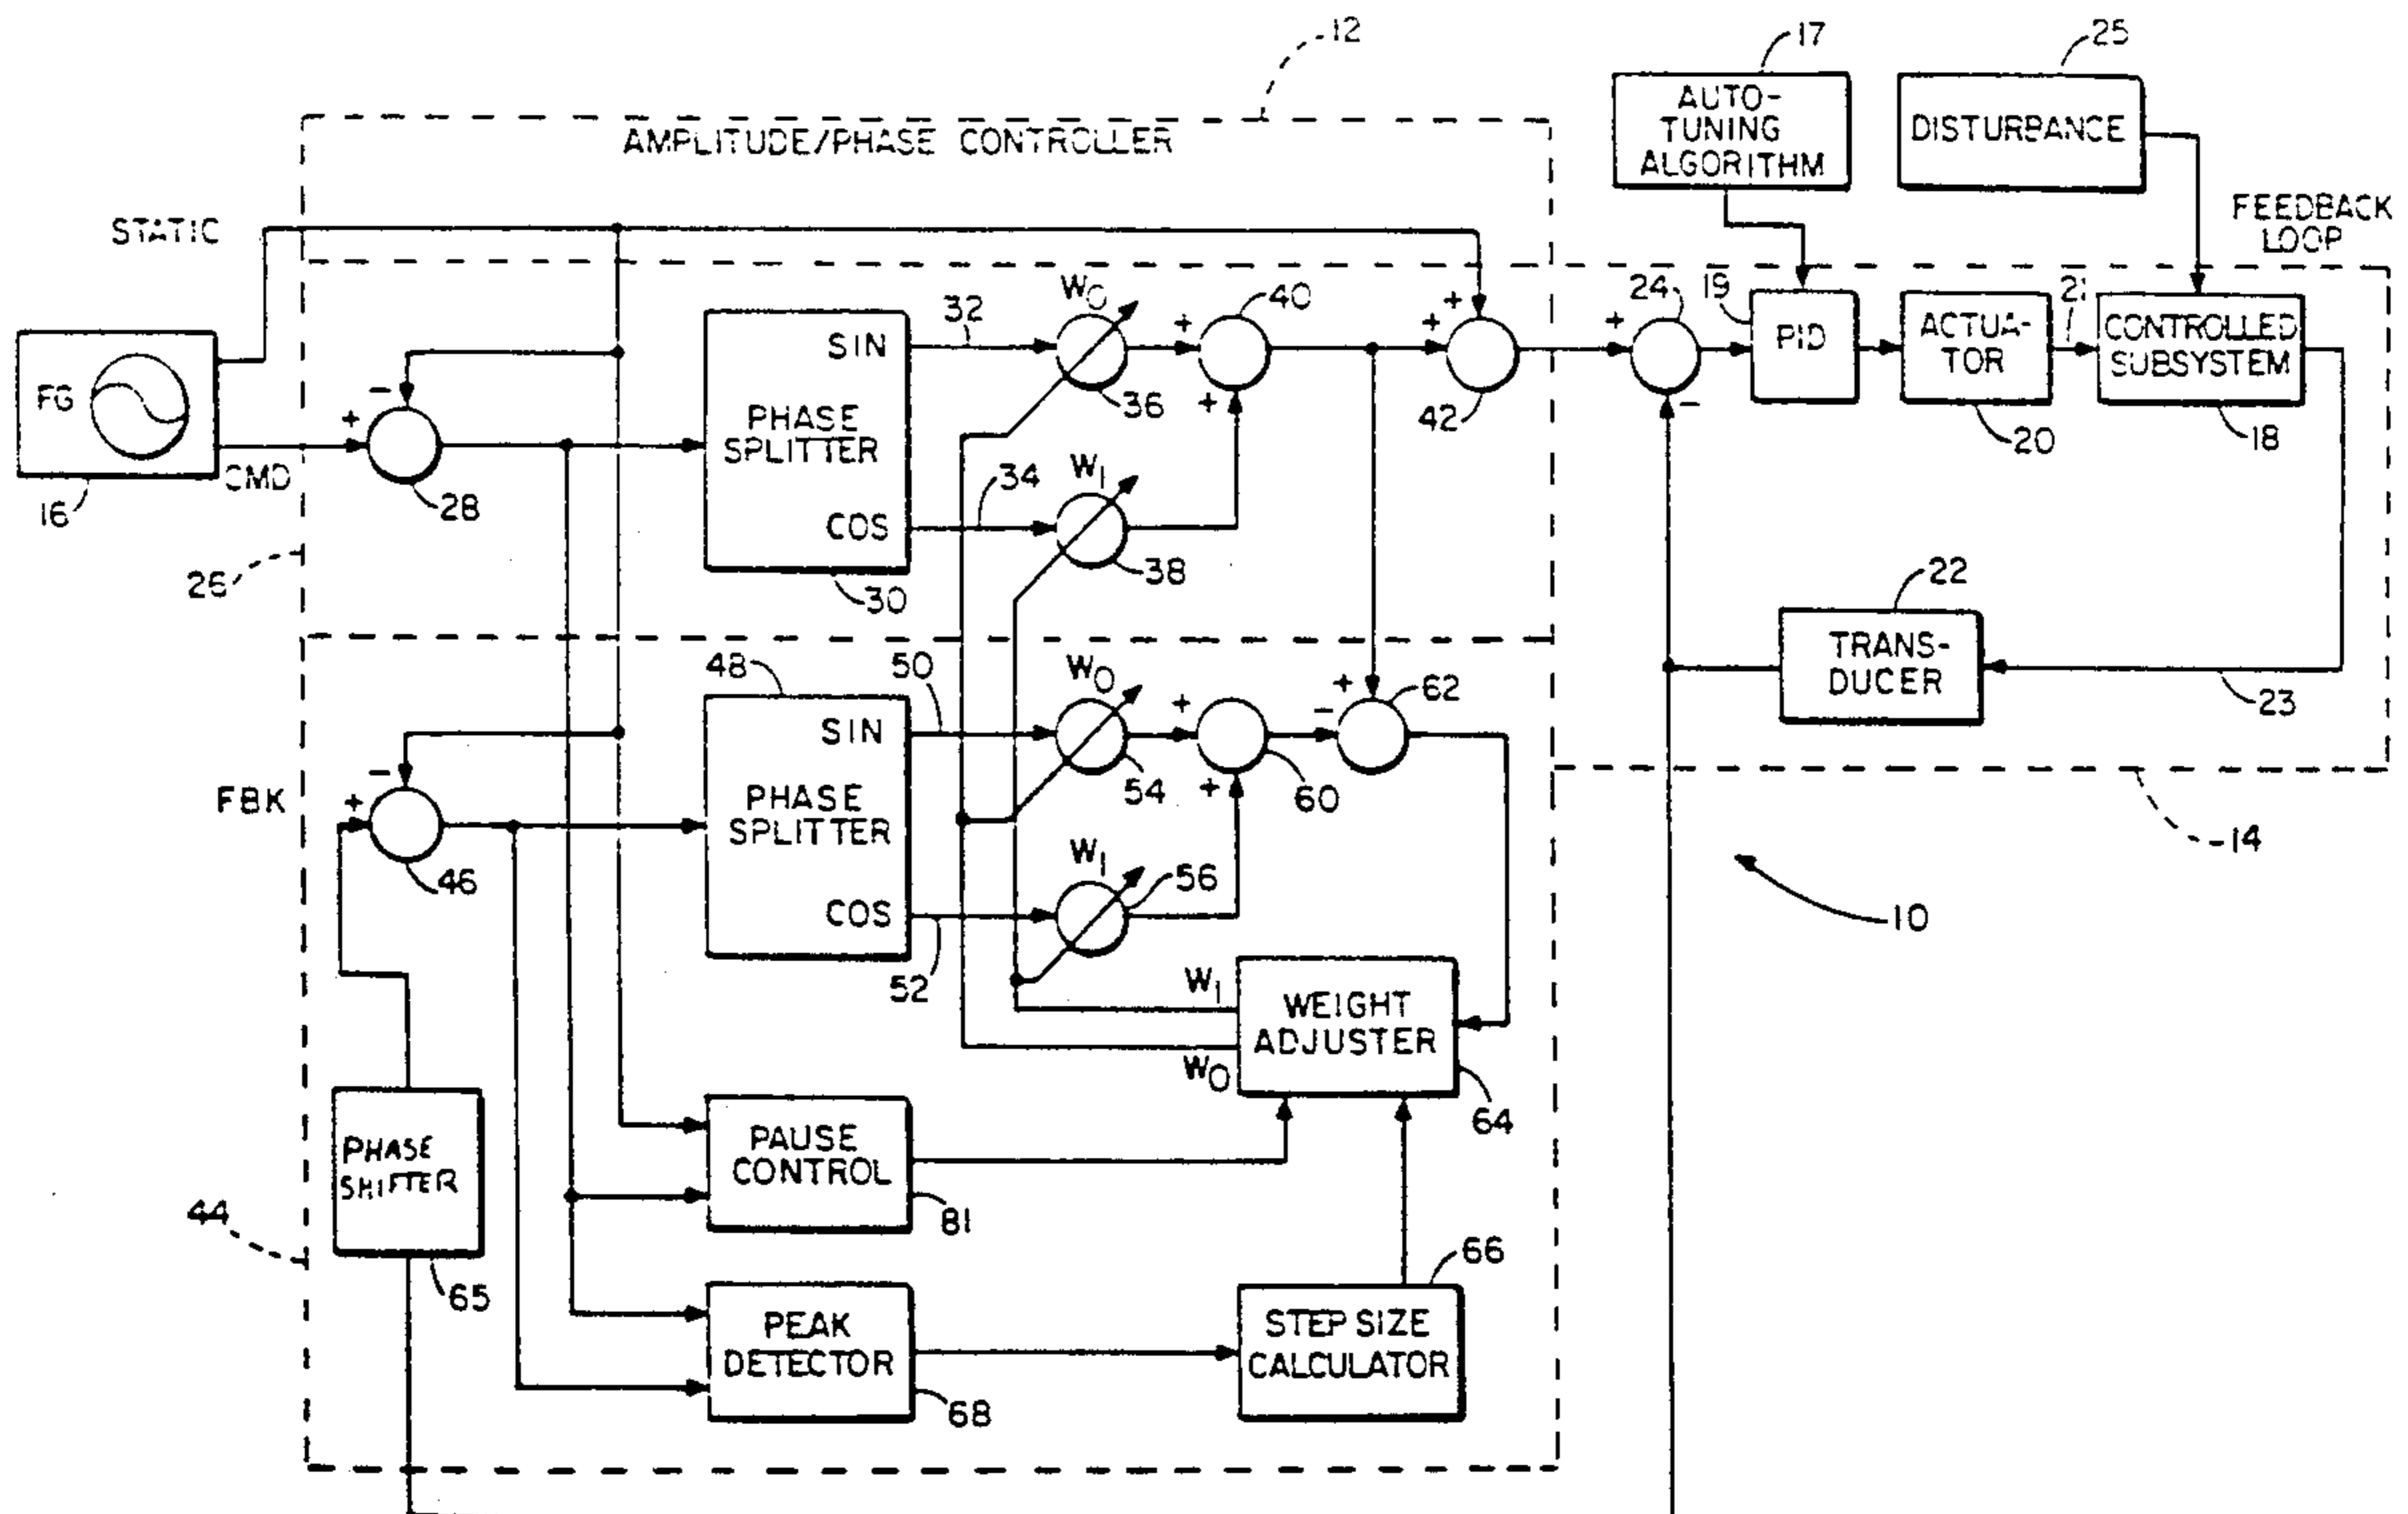 12
17
25
AMPLITUDE/PHASE CONTROLLER
AUTO-
TUNING
ALGORITHM
DISTURBANCE
STATIC
FEEDBACK
LOOP
FG
CMD
16
+
-
28
26
PHASE
SPLITTER
SIN
COS
30
32
34
W0
36
W1
38
+
+
40
+
+
42
+
-
24
19
PID
ACTUA-
TOR
20
21
CONTROLLED
SUBSYSTEM
18
22
TRANS-
DUCER
23
14
10
FBK
+
-
46
48
PHASE
SPLITTER
SIN
COS
50
52
W0
54
W1
56
+
+
60
+
-
62
W1
W0
WEIGHT
ADJUSTER
64
PHASE
SHIFTER
65
44
PAUSE
CONTROL
81
PEAK
DETECTOR
68
STEP SIZE
CALCULATOR
66